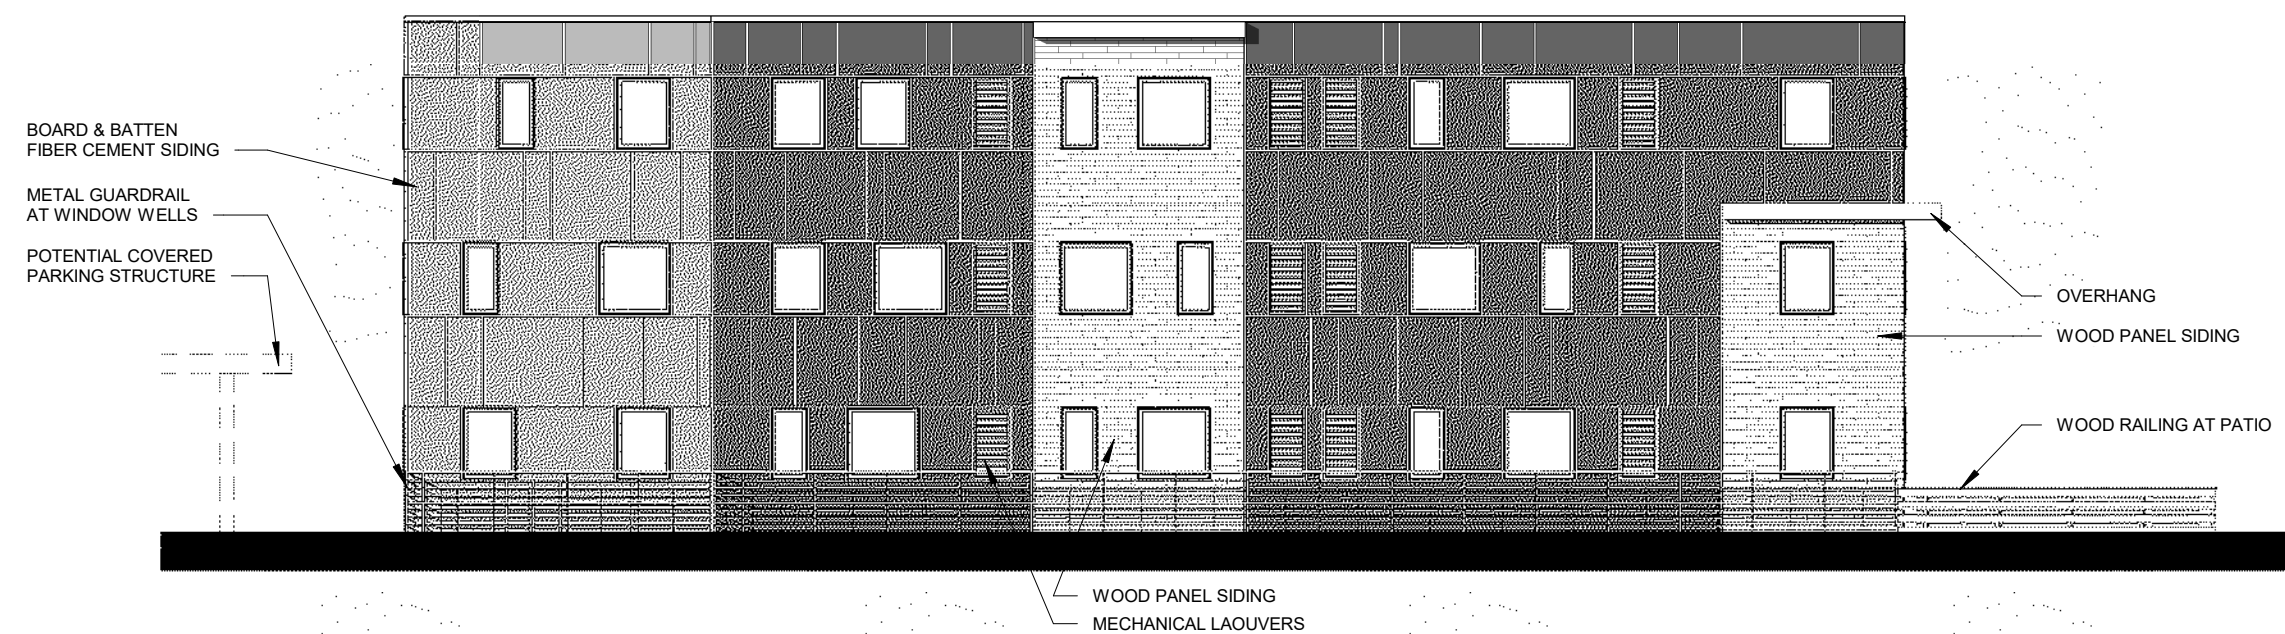 BOARD & BATTEN
FIBER CEMENT SIDING
METAL GUARDRAIL
AT WINDOW WELLS
POTENTIAL COVERED
PARKING STRUCTURE
OVERHANG
WOOD PANEL SIDING
WOOD RAILING AT PATIO
WOOD PANEL SIDING
MECHANICAL LAOUVERS